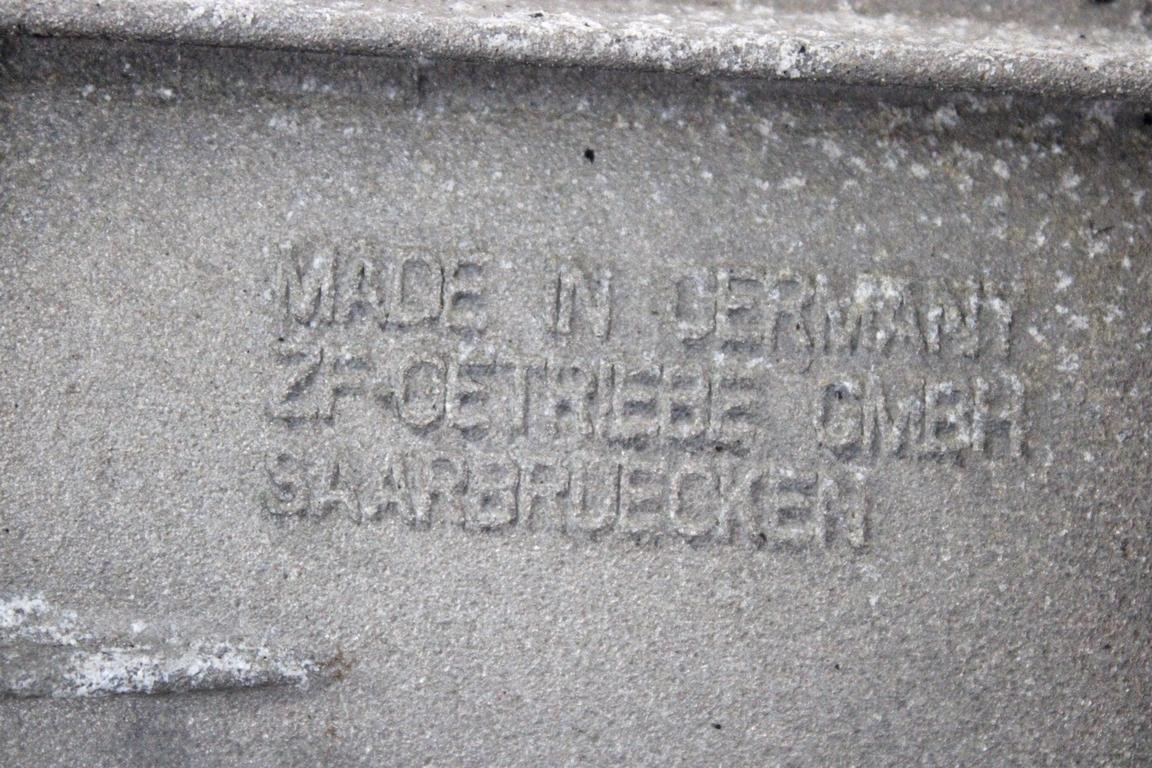 MADE IN GERMANY
ZF-GETRIEBE GMBH
SAARBRUECKEN